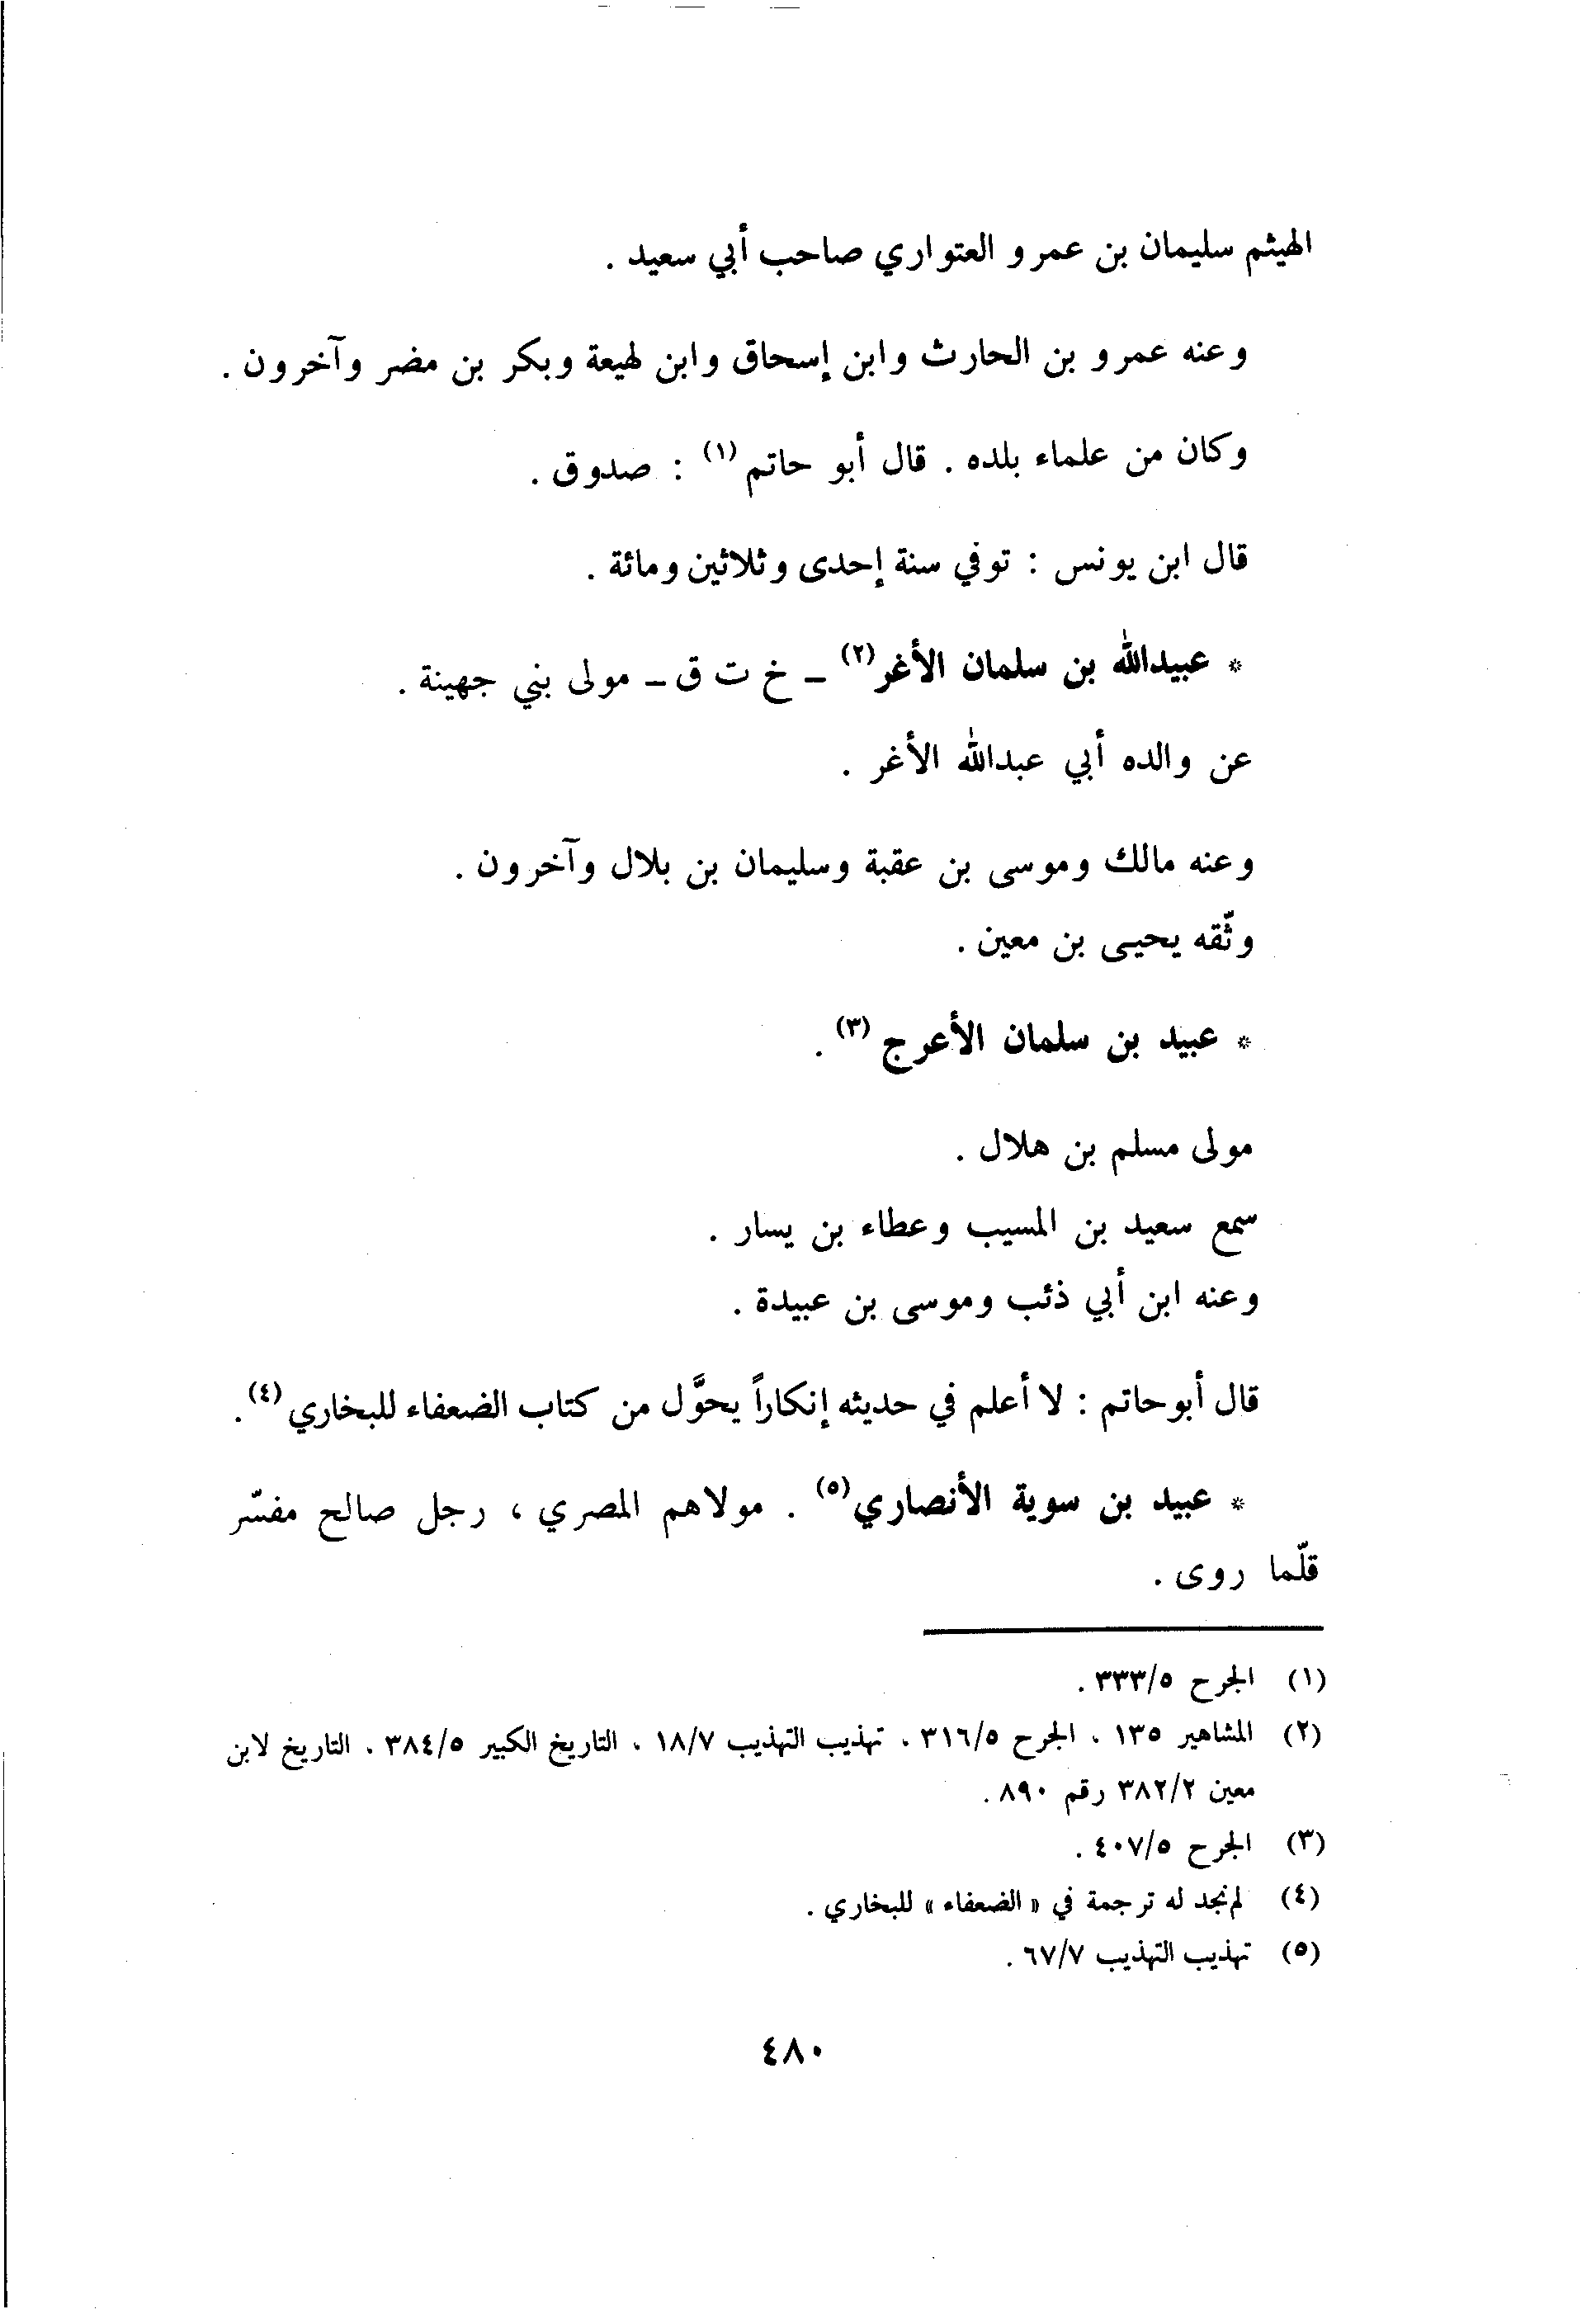 الهيثم سليمان بن عمرو العتواري صاحب أبي سعيد .
وعنه عمرو بن الحارث وابن إسحاق وابن لهيعة وبكر بن مضر وآخرون .
وكان من علماء بلده . قال أبو حاتم (١) : صدوق .
قال ابن يونس : توفي سنة إحدى وثلاثين ومائة .
* عبيدالله بن سلمان الأغر (٢) ـ خ ت ق ـ مولى بني جهينة .
عن والده أبي عبدالله الأغر .
وعنه مالك وموسى بن عقبة وسليمان بن بلال وآخرون .
وثّقه يحيى بن معين .
* عبيد بن سلمان الأعرج (٣) .
مولى مسلم بن هلال .
سمع سعيد بن المسيب وعطاء بن يسار .
وعنه ابن أبي ذئب وموسى بن عبيدة .
قال أبوحاتم : لا أعلم في حديثه إنكاراً يحوَّل من كتاب الضعفاء للبخاري (٤) .
* عبيد بن سوية الأنصاري (٥) . مولاهم المصري ، رجل صالح مفسّر
قلّما روى .
(١) الجرح ٣٣٣/٥ .
(٢) المشاهير ١٣٥ . الجرح ٣١٦/٥ . تهذيب التهذيب ١٨/٧ . التاريخ الكبير ٣٨٤/٥ . التاريخ لابن
معين ٣٨٢/٢ رقم ٨٩٠ .
(٣) الجرح ٤٠٧/٥ .
(٤) لم نجد له ترجمة في « الضعفاء » للبخاري .
(٥) تهذيب التهذيب ٦٧/٧ .
٤٨٠